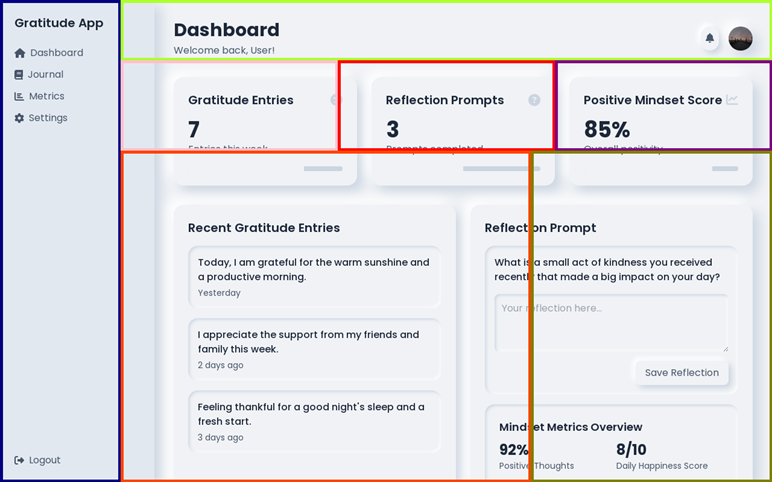 Gratitude App
Dashboard
Journal
Metrics
Settings
Logout
Dashboard
Welcome back, User!
Gratitude Entries
7
Entries this week
Reflection Prompts
3
Prompts completed
Positive Mindset Score
85%
Overall positivity
Recent Gratitude Entries
Today, I am grateful for the warm sunshine and
a productive morning.
Yesterday
I appreciate the support from my friends and
family this week.
2 days ago
Feeling thankful for a good night's sleep and a
fresh start.
3 days ago
Reflection Prompt
What is a small act of kindness you received
recently that made a big impact on your day?
Your reflection here...
Save Reflection
Mindset Metrics Overview
92%
Positive Thoughts
8/10
Daily Happiness Score